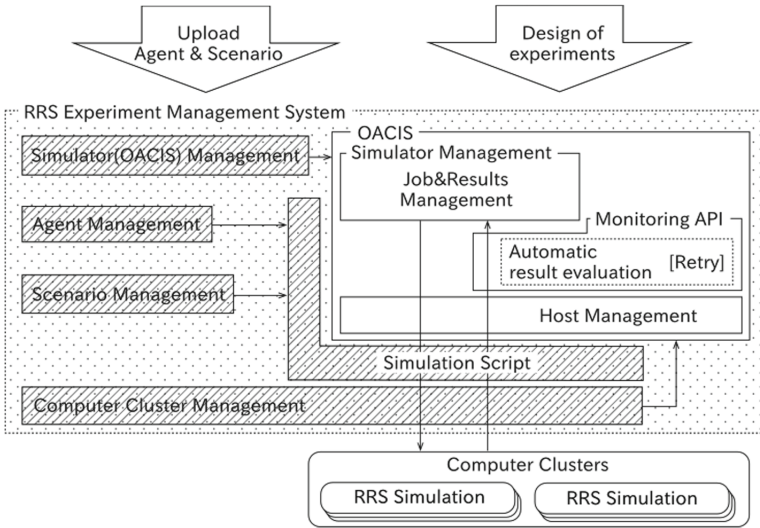 Upload
Agent & Scenario
Design of
experiments
RRS Experiment Management System
OACIS
Simulator(OACIS) Management
Simulator Management
Job&Results
Management
Agent Management
Monitoring API
Automatic
result evaluation
[Retry]
Scenario Management
Host Management
Simulation Script
Computer Cluster Management
Computer Clusters
RRS Simulation
RRS Simulation